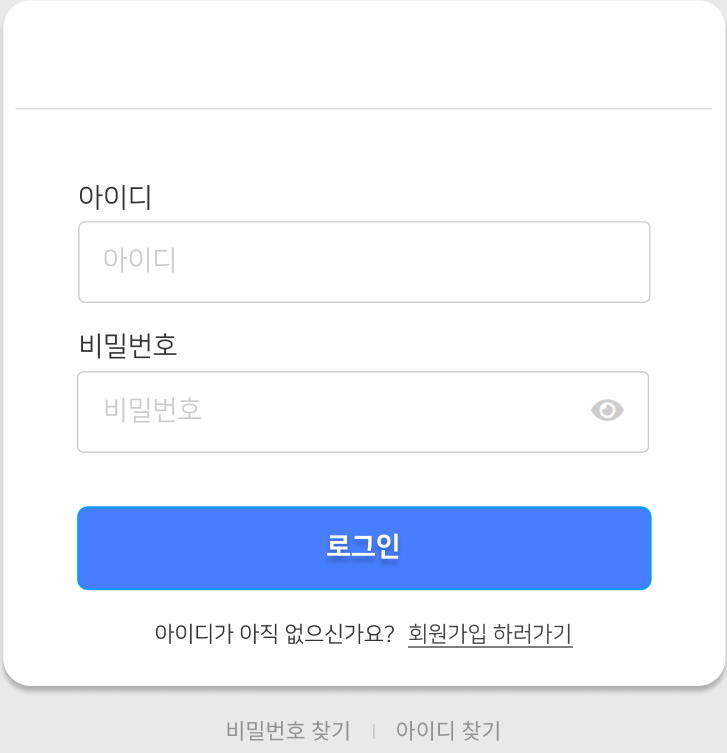 아이디
아이디
비밀번호
비밀번호
로그인
아이디가 아직 없으신가요? 회원가입 하러가기
비밀번호 찾기 | 아이디 찾기